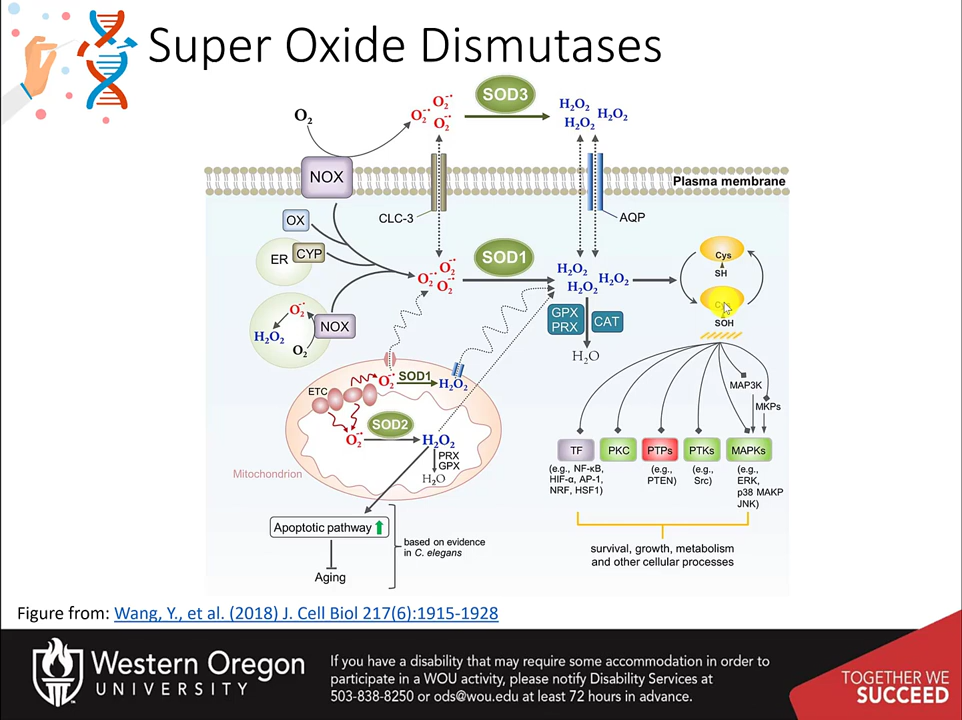 Super Oxide Dismutases
O₂
O₂•⁻
O₂•⁻
O₂•⁻
SOD3
H₂O₂
H₂O₂
H₂O₂
NOX
Plasma membrane
CLC-3
AQP
OX
ER
CYP
O₂•⁻
O₂•⁻
O₂•⁻
SOD1
H₂O₂
H₂O₂
H₂O₂
Cys
SH
SOH
O₂•⁻
H₂O₂
O₂
NOX
GPX
PRX
CAT
H₂O
ETC
O₂•⁻
SOD1
H₂O₂
O₂•⁻
SOD2
H₂O₂
PRX
GPX
H₂O
Mitochondrion
MAP3K
MKPs
TF
PKC
PTPs
PTKs
MAPKs
(e.g., NF-κB,
HIF-α, AP-1,
NRF, HSF1)
(e.g.,
PTEN)
(e.g.,
Src)
(e.g.,
ERK,
p38 MAKP
JNK)
Apoptotic pathway
Aging
based on evidence
in C. elegans
survival, growth, metabolism
and other cellular processes
Figure from: Wang, Y., et al. (2018) J. Cell Biol 217(6):1915-1928
Western Oregon
UNIVERSITY
If you have a disability that may require some accommodation in order to
participate in a WOU activity, please notify Disability Services at
503-838-8250 or ods@wou.edu at least 72 hours in advance.
TOGETHER WE
SUCCEED